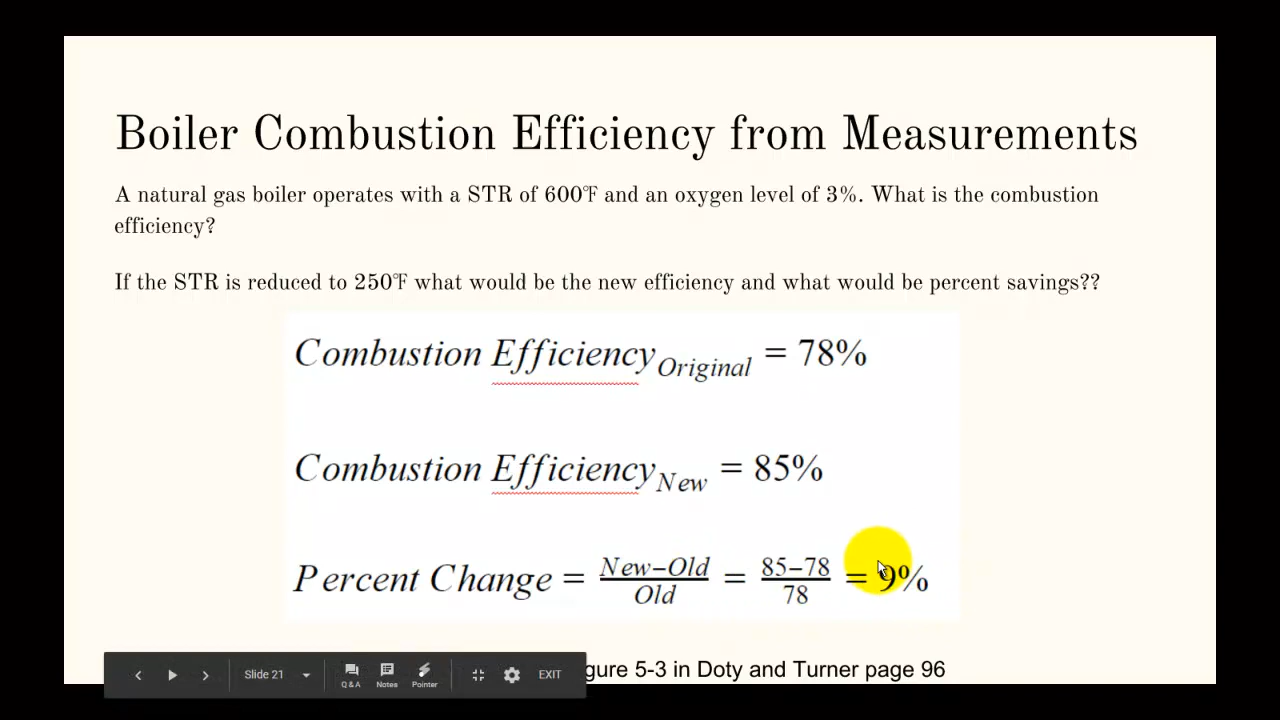 Boiler Combustion Efficiency from Measurements
A natural gas boiler operates with a STR of 600℉ and an oxygen level of 3%. What is the combustion
efficiency?
If the STR is reduced to 250℉ what would be the new efficiency and what would be percent savings??
Combustion Efficiency Original = 78%
Combustion Efficiency New = 85%
Percent Change = New–Old / Old = 85–78 / 78 = 9%
gure 5-3 in Doty and Turner page 96
Slide 21
Q & A
Notes
Pointer
EXIT